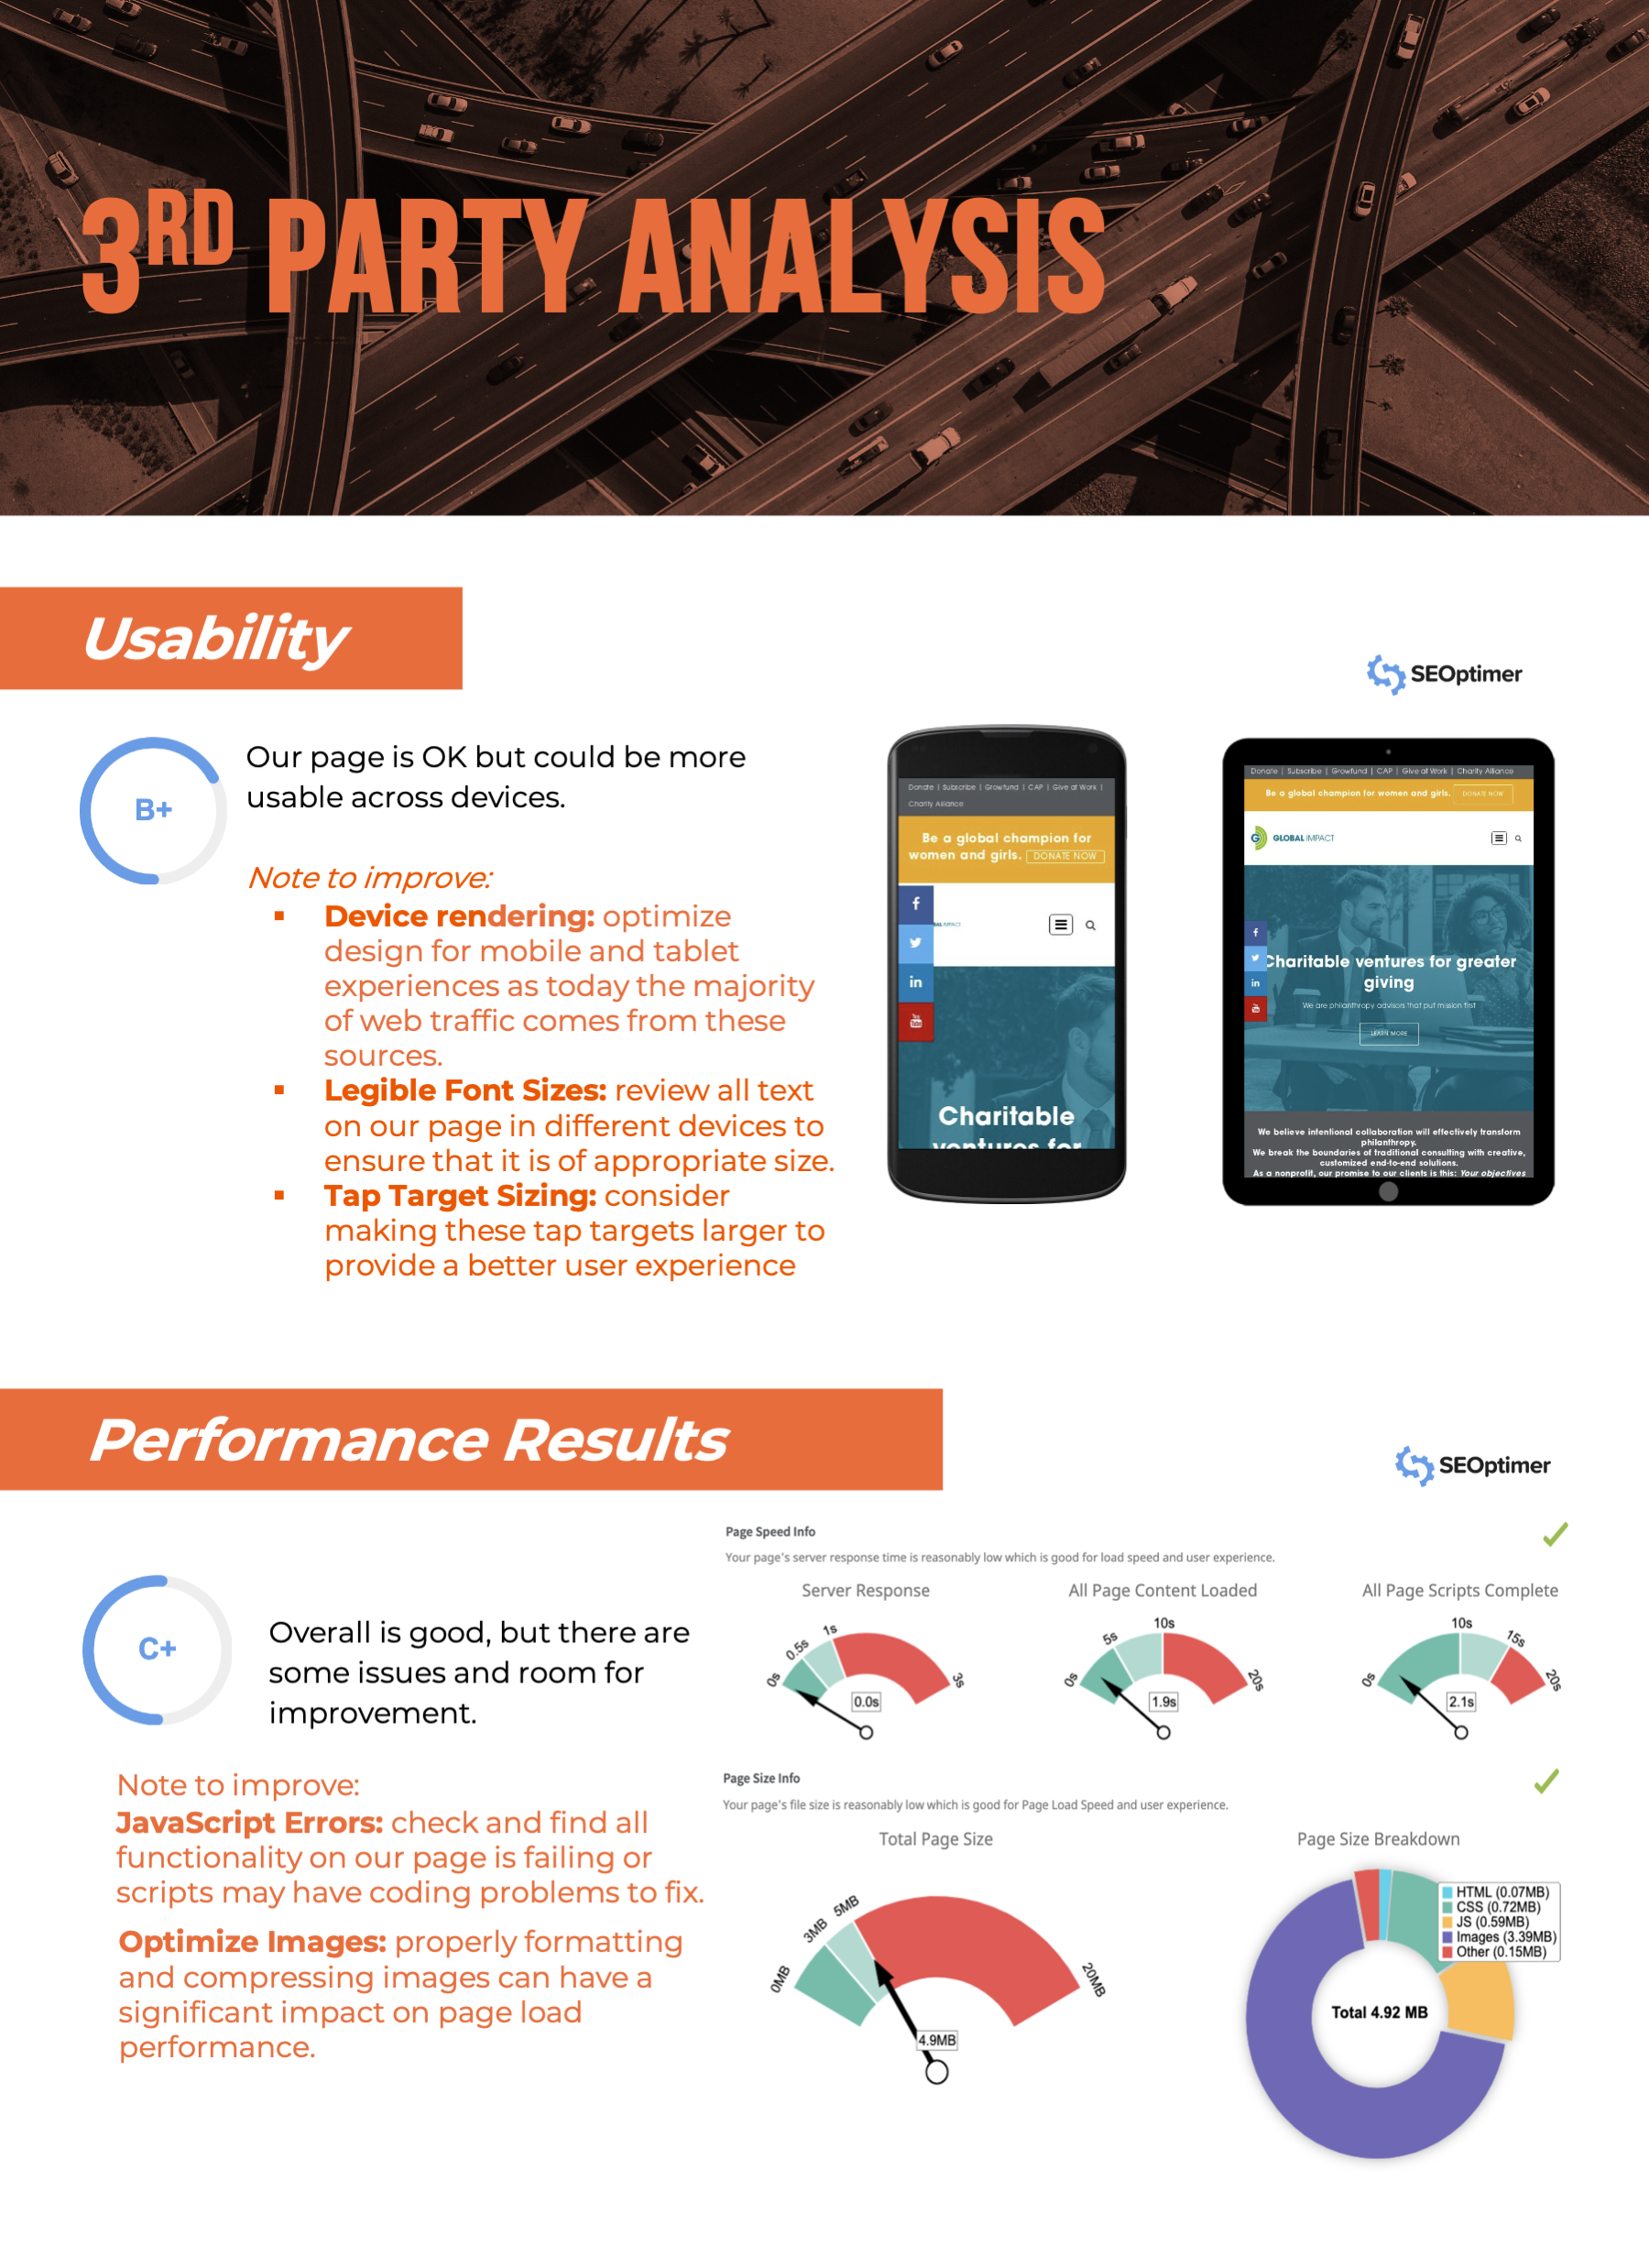 3RD PARTY ANALYSIS
Usability
SEOptimer
B+
Our page is OK but could be more
usable across devices.
Note to improve:
▪ Device rendering: optimize
design for mobile and tablet
experiences as today the majority
of web traffic comes from these
sources.
▪ Legible Font Sizes: review all text
on our page in different devices to
ensure that it is of appropriate size.
▪ Tap Target Sizing: consider
making these tap targets larger to
provide a better user experience
Donate | Subscribe | Growfund | CAP | Give at Work |
Charity Alliance
Be a global champion for
women and girls. DONATE NOW
f
BAL IMPACT
in
You Tube
Charitable
ventures for
Donate | Subscribe | Growfund | CAP | Give at Work | Charity Alliance
Be a global champion for women and girls. DONATE NOW
G GLOBAL IMPACT
f
Charitable ventures for greater
giving
in
We are philanthropy advisors that put mission first
LEARN MORE
We believe intentional collaboration will effectively transform
philanthropy.
We break the boundaries of traditional consulting with creative,
customized end-to-end solutions.
As a nonprofit, our promise to our clients is this: Your objectives
Performance Results
SEOptimer
C+
Overall is good, but there are
some issues and room for
improvement.
Note to improve:
JavaScript Errors: check and find all
functionality on our page is failing or
scripts may have coding problems to fix.
Optimize Images: properly formatting
and compressing images can have a
significant impact on page load
performance.
Page Speed Info
Your page's server response time is reasonably low which is good for load speed and user experience.
Server Response
0s 0.5s 1s 3s
0.0s
All Page Content Loaded
0s 5s 10s 20s
1.9s
All Page Scripts Complete
0s 10s 15s 20s
2.1s
Page Size Info
Your page's file size is reasonably low which is good for Page Load Speed and user experience.
Total Page Size
0MB 3MB 5MB 20MB
4.9MB
Page Size Breakdown
HTML (0.07MB)
CSS (0.72MB)
JS (0.59MB)
Images (3.39MB)
Other (0.15MB)
Total 4.92 MB